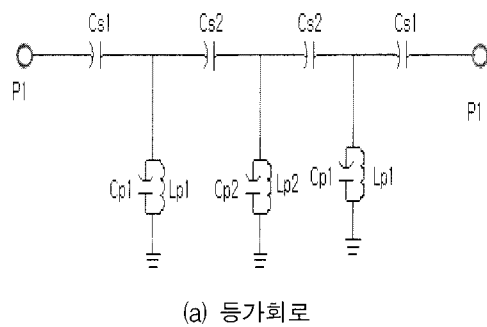 Cs1 Cs2 Cs2 Cs1
P1 P1
Cp1 Lp1 Cp2 Lp2 Cp1 Lp1
(a) 등가회로